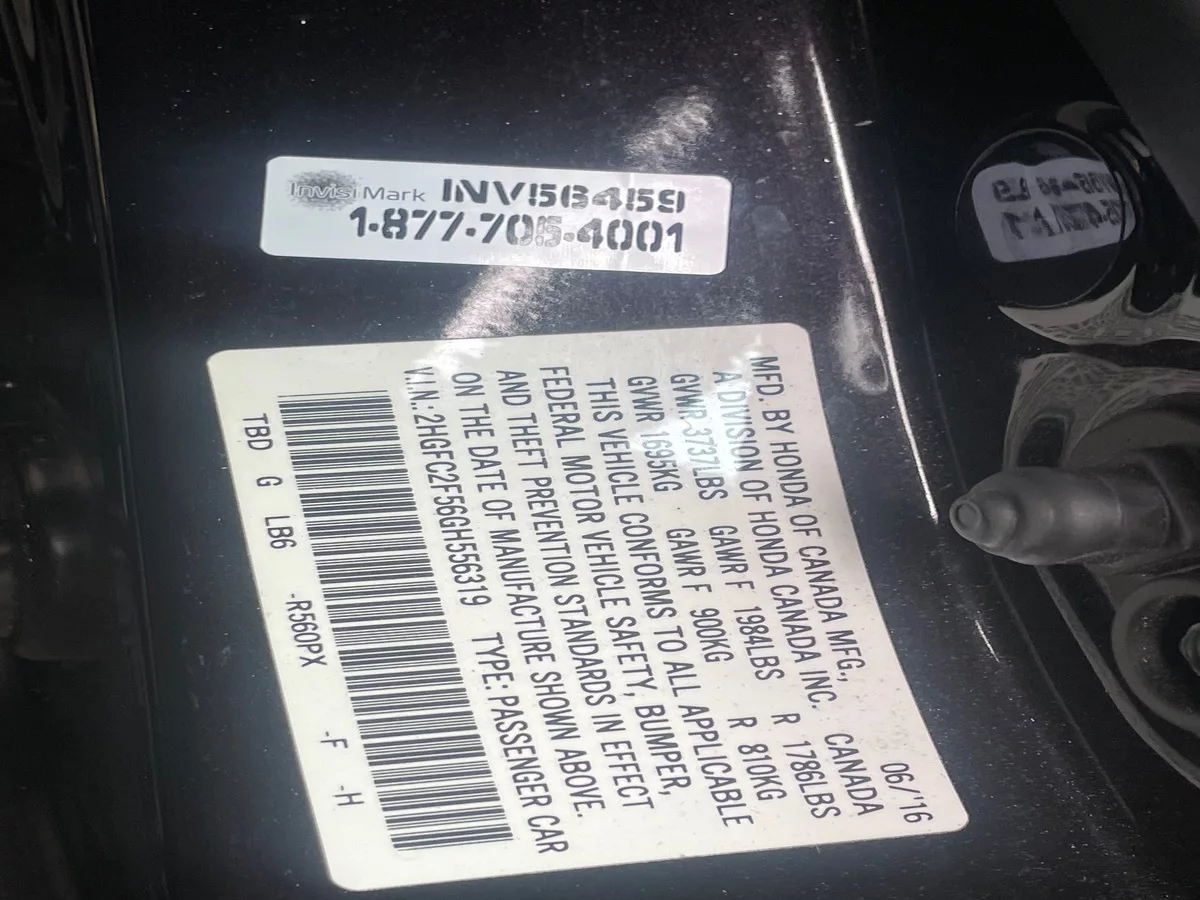 InvisiMark INV56459
1-877-705-4001
MFD. BY HONDA OF CANADA MFG., 06/'16
A DIVISION OF HONDA CANADA INC. CANADA
GVWR 3737LBS GAWR F 1984LBS R 1786LBS
GVWR 1695KG GAWR F 900KG R 810KG
THIS VEHICLE CONFORMS TO ALL APPLICABLE
FEDERAL MOTOR VEHICLE SAFETY, BUMPER,
AND THEFT PREVENTION STANDARDS IN EFFECT
ON THE DATE OF MANUFACTURE SHOWN ABOVE.
V.I.N.: 2HGFC2F56GH556319 TYPE: PASSENGER CAR
TBD G LB6 -R560PX -F -H